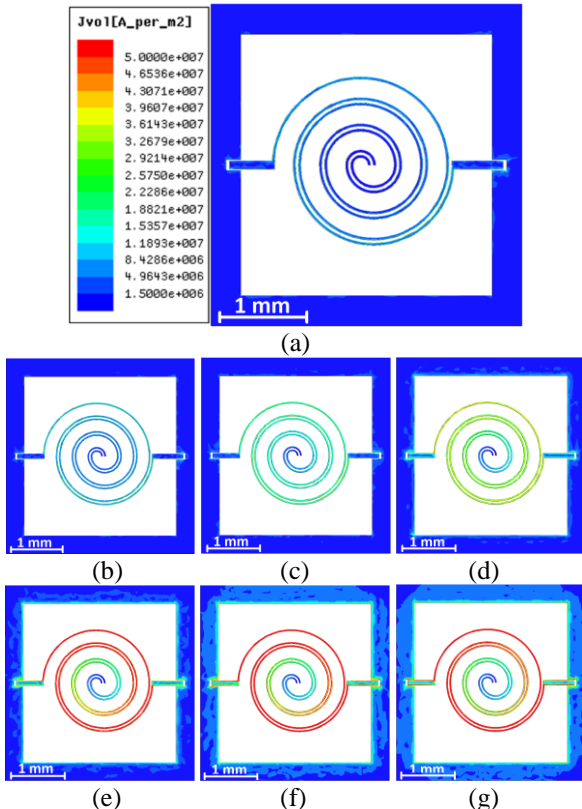 Jvol[A_per_m2]
5.0000e+007
4.6536e+007
4.3071e+007
3.9607e+007
3.6143e+007
3.2679e+007
2.9214e+007
2.5750e+007
2.2286e+007
1.8821e+007
1.5357e+007
1.1893e+007
8.4286e+006
4.9643e+006
1.5000e+006
1 mm
(a)
1 mm
1 mm
1 mm
(b)
(c)
(d)
1 mm
1 mm
1 mm
(e)
(f)
(g)